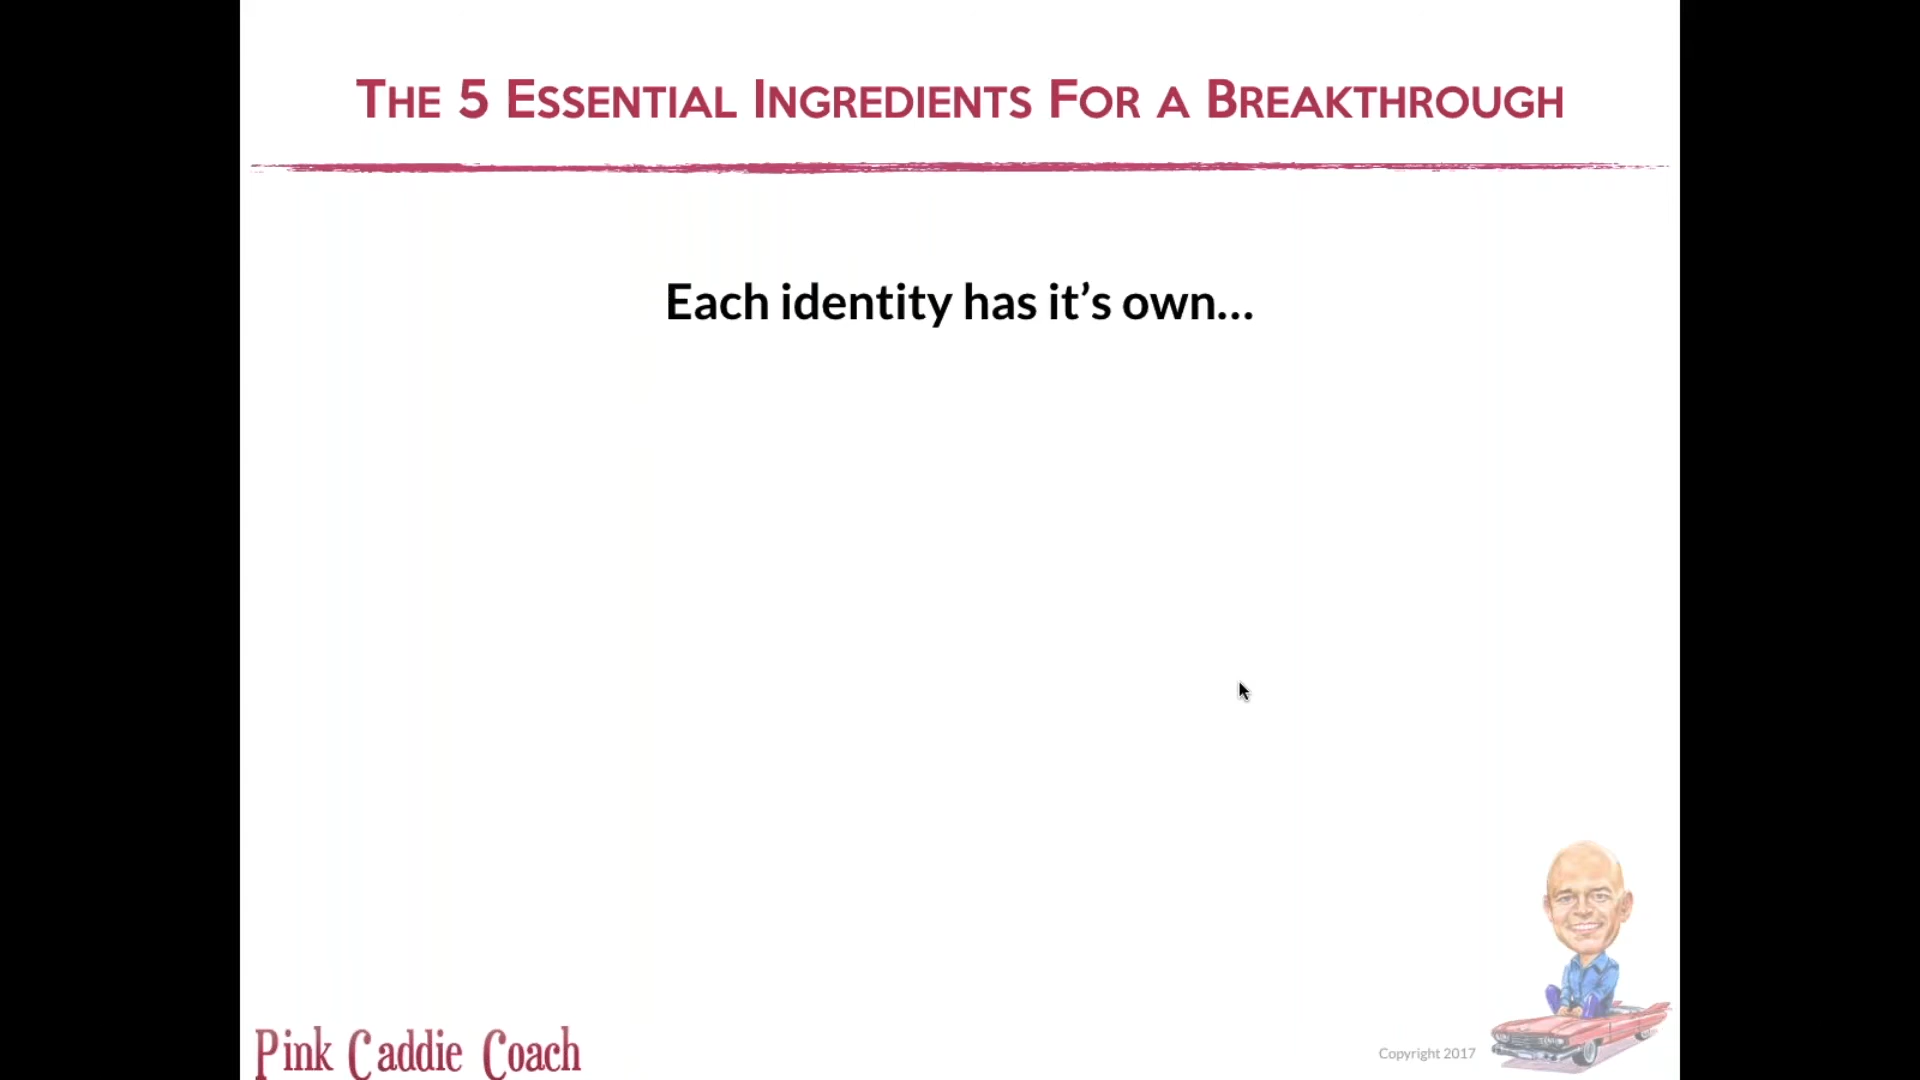 The 5 Essential Ingredients For a Breakthrough
Each identity has it’s own...
Pink Caddie Coach
Copyright 2017